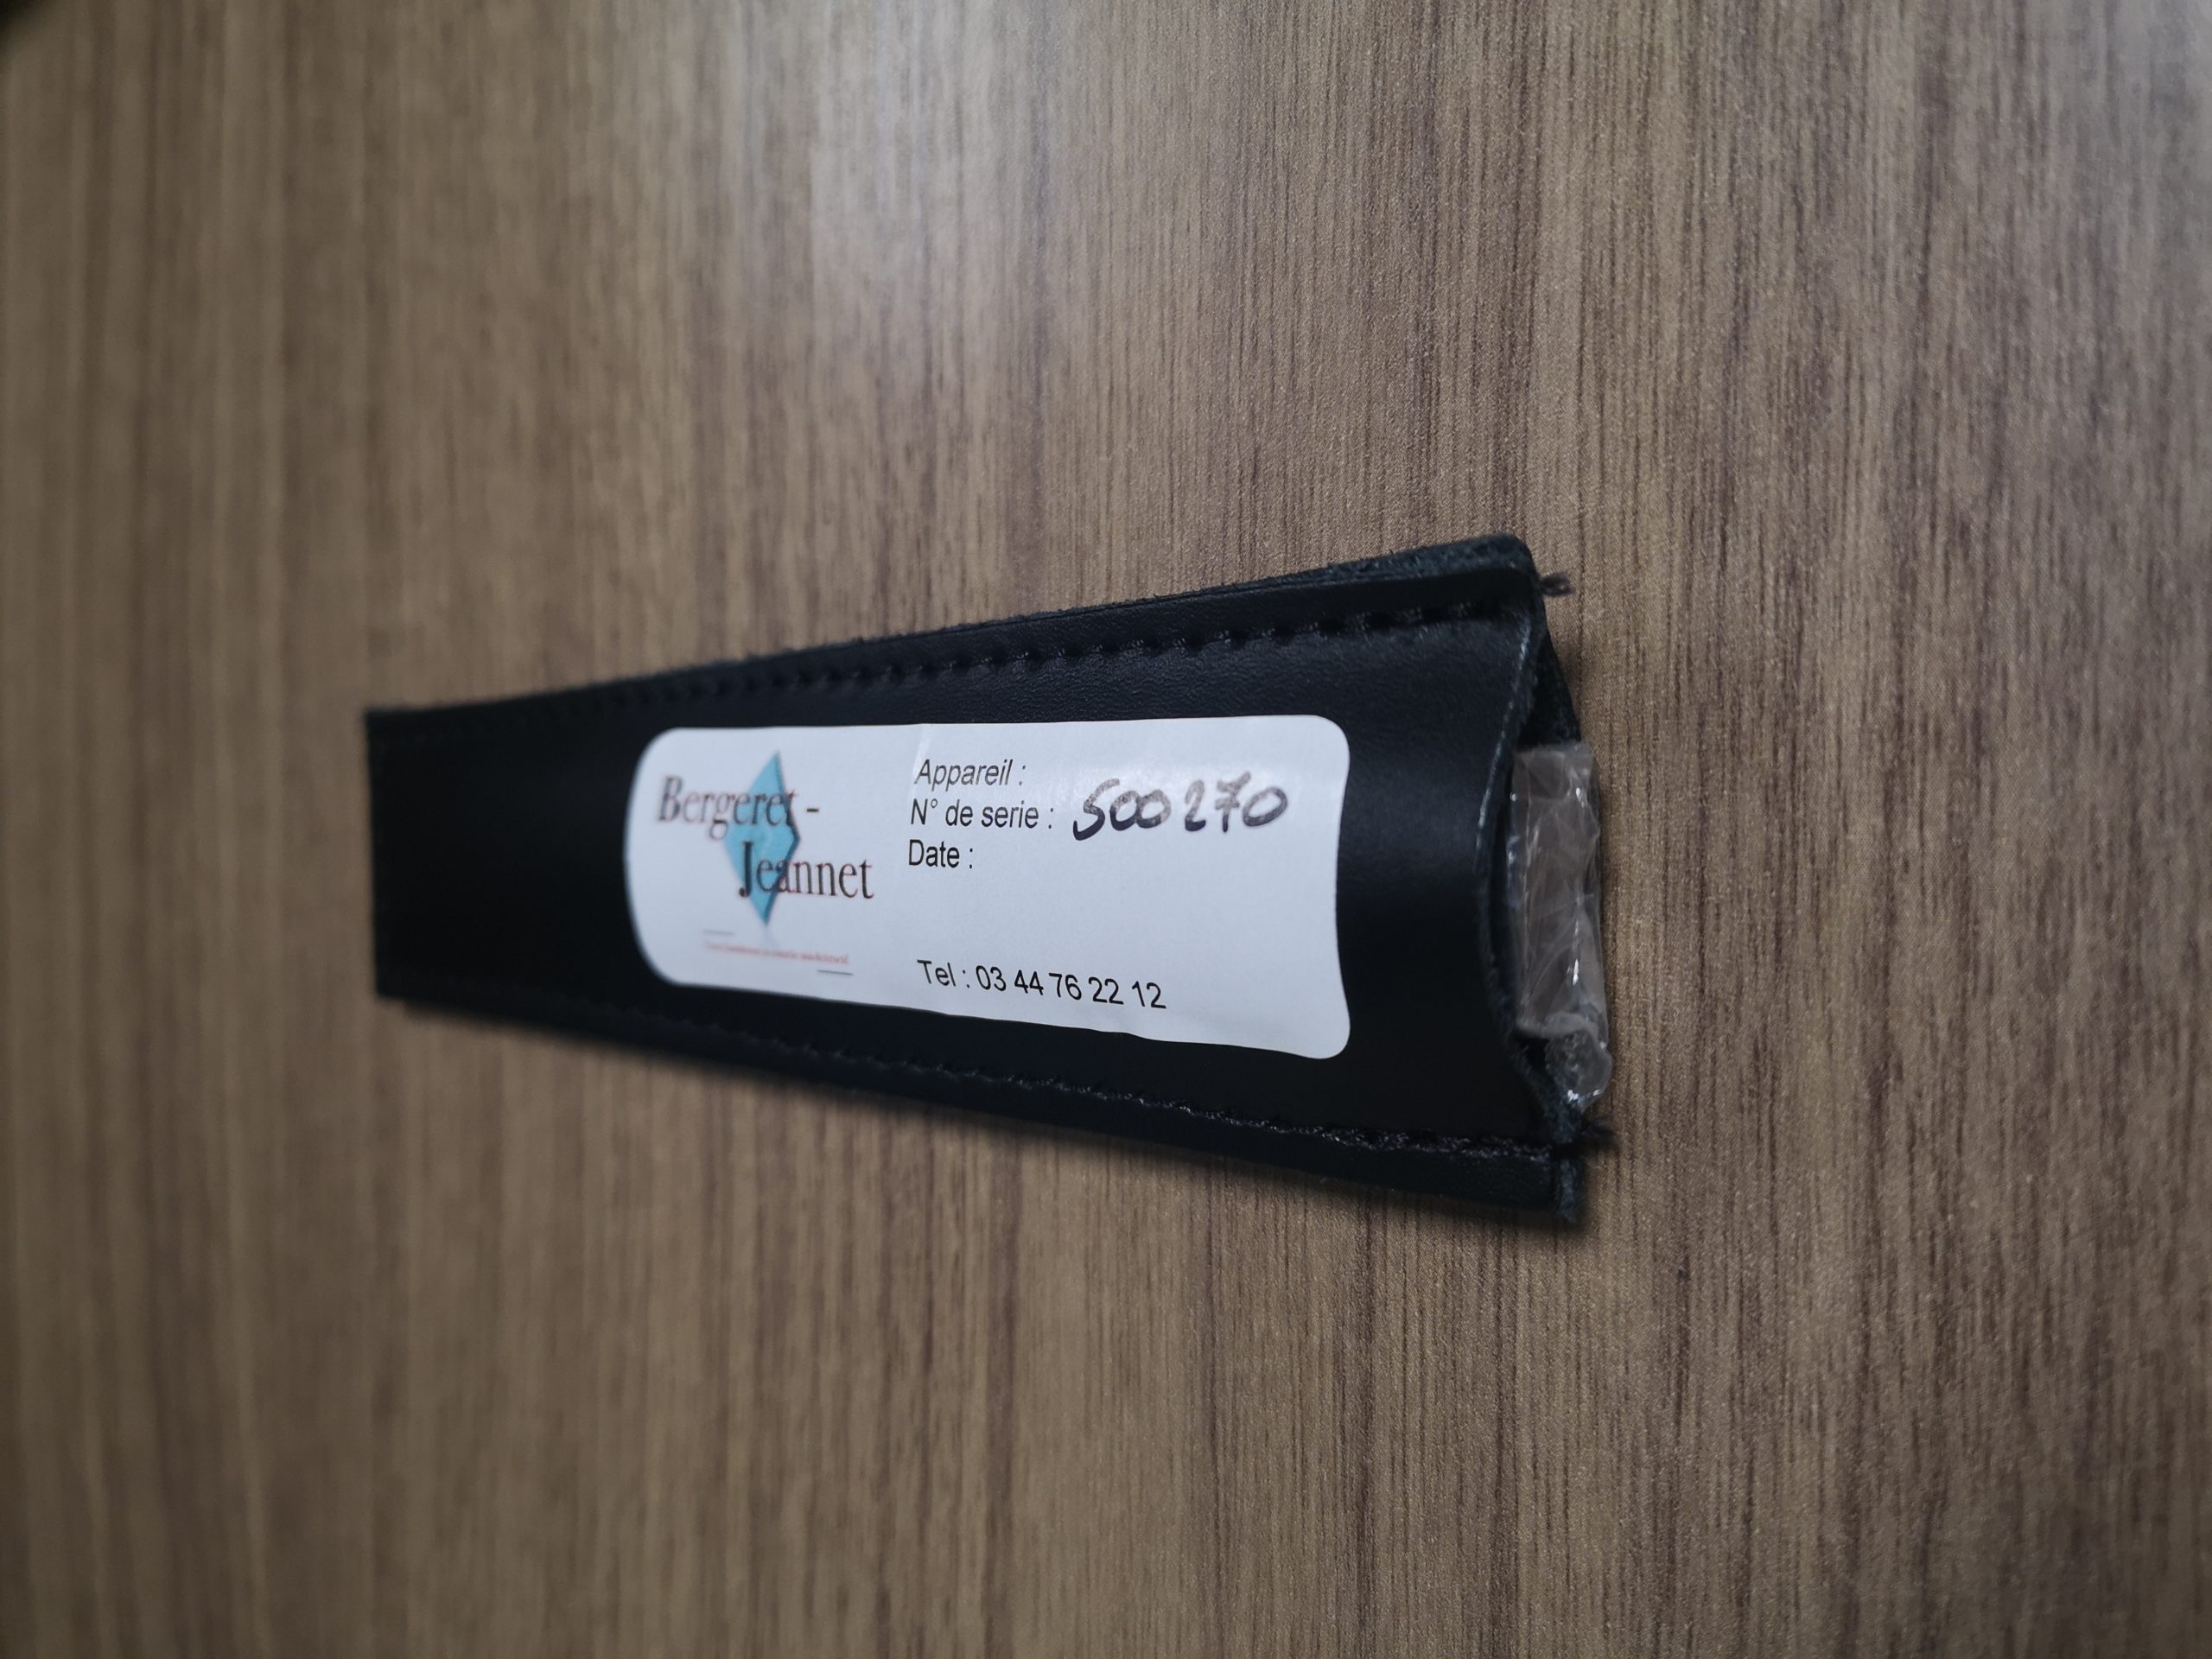 Bergeret -
Jeannet
Appareil :
N° de serie : 500270
Date :
Tel : 03 44 76 22 12